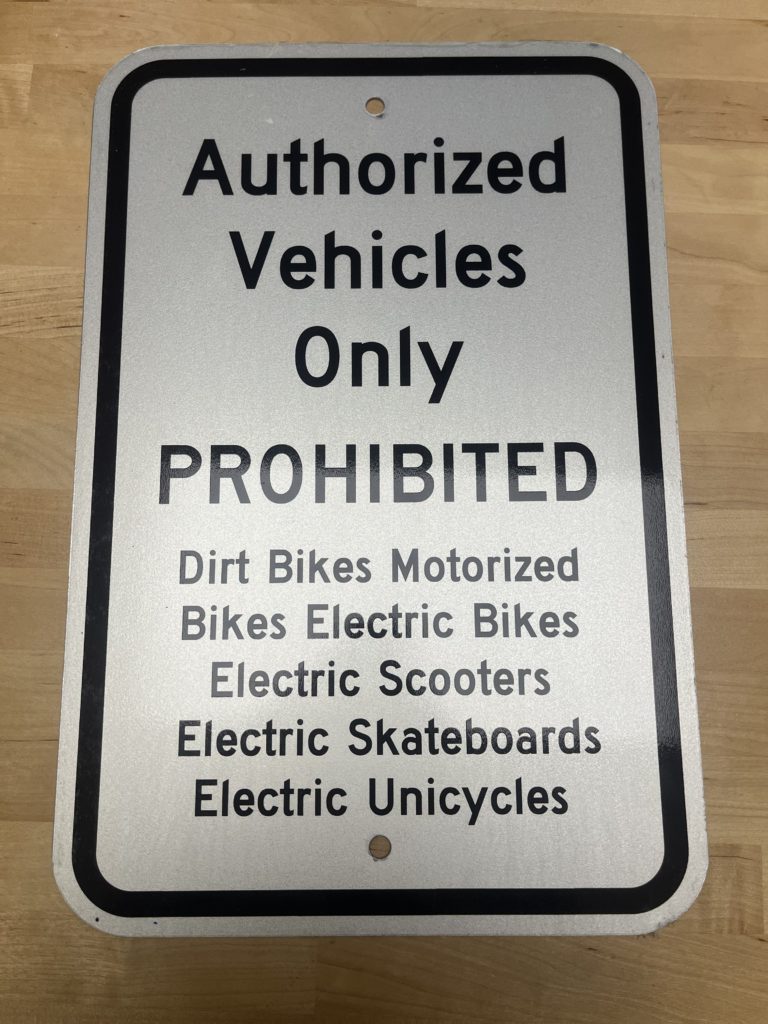 Authorized
Vehicles
Only
PROHIBITED
Dirt Bikes Motorized
Bikes Electric Bikes
Electric Scooters
Electric Skateboards
Electric Unicycles